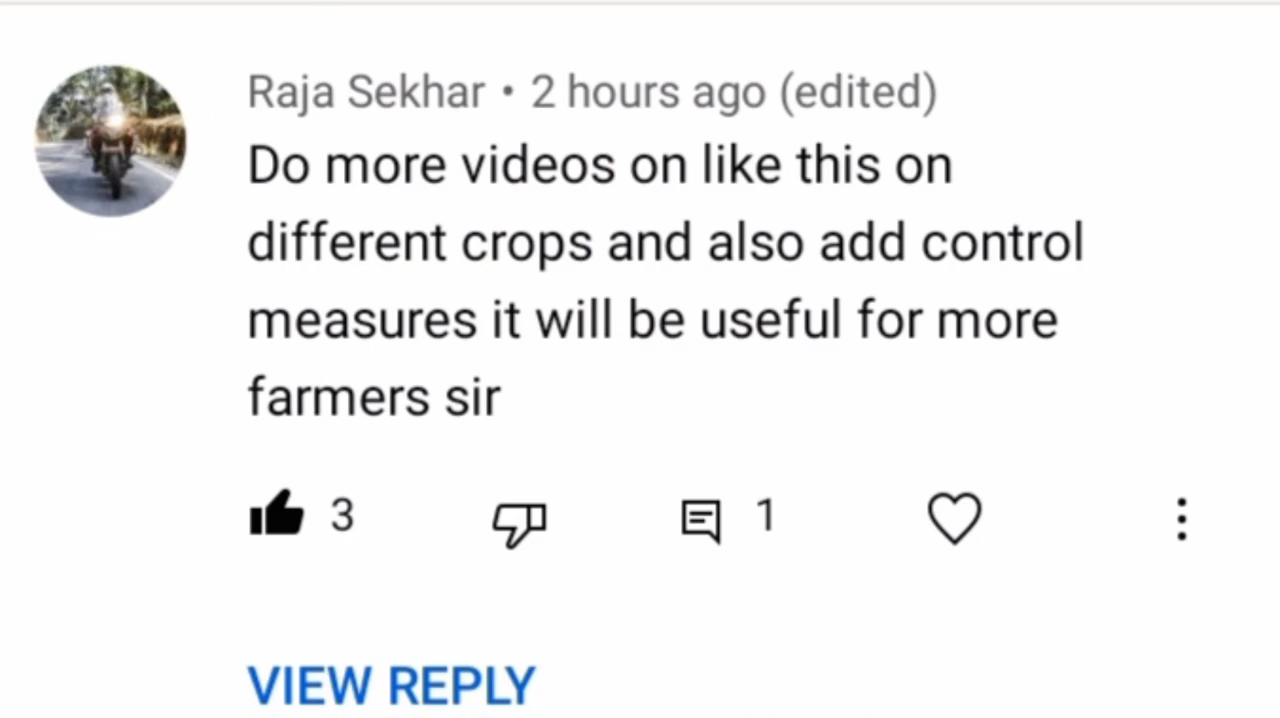 Raja Sekhar • 2 hours ago (edited)
Do more videos on like this on
different crops and also add control
measures it will be useful for more
farmers sir
3
1
VIEW REPLY